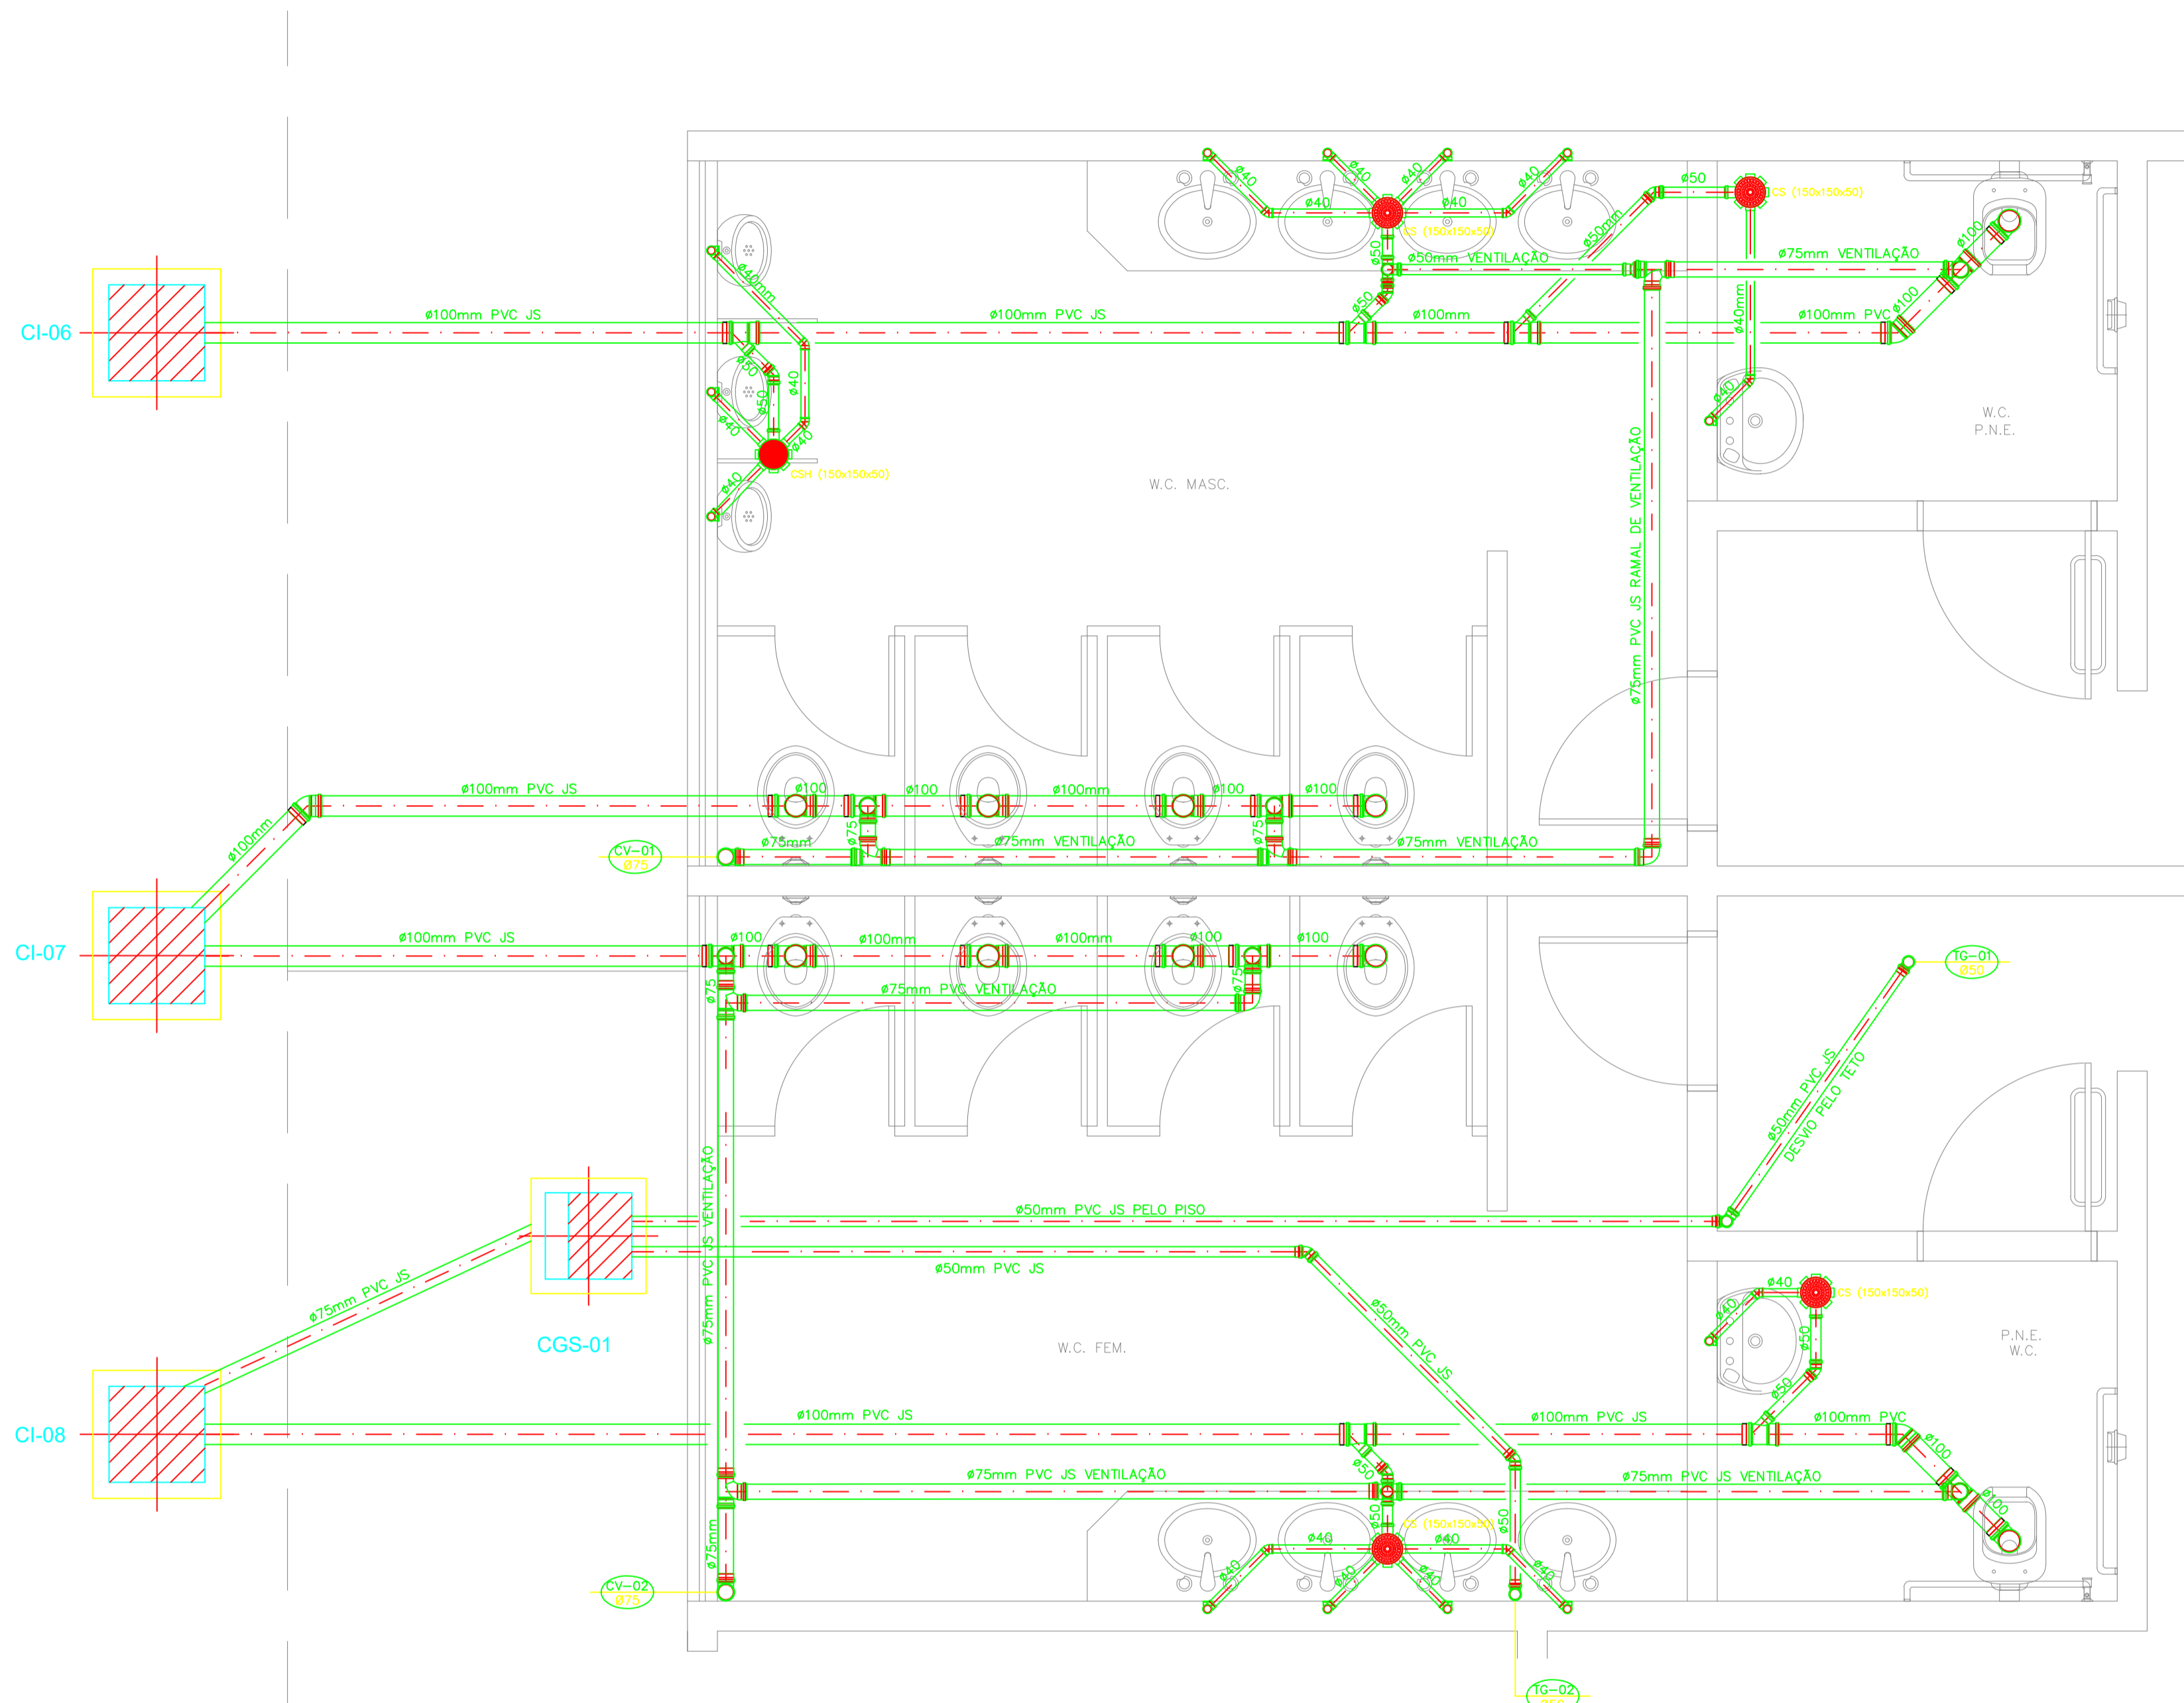 ø40
ø40
ø40
ø40
ø50
CS (150x150x50)
ø40
ø40
CS (150x150x50)
ø50mm
ø50
ø50mm VENTILAÇÃO
ø75mm VENTILAÇÃO
ø100
ø40mm
ø50
ø100
CI-06
ø100mm PVC JS
ø100mm PVC JS
ø100mm
ø40mm
ø100mm PVC
ø50
ø40
ø50
ø40
ø40
ø40
CSH (150x150x50)
ø40
ø40
W.C.
P.N.E.
W.C. MASC.
ø75mm PVC JS RAMAL DE VENTILAÇÃO
ø100mm PVC JS
ø100
ø100
ø100mm
ø100
ø100
ø100mm
ø75
ø75
CV-01
Ø75
ø75mm
ø75mm VENTILAÇÃO
ø75mm VENTILAÇÃO
CI-07
ø100mm PVC JS
ø100
ø100mm
ø100mm
ø100
ø100
TG-01
Ø50
ø75
ø75mm PVC VENTILAÇÃO
ø75
ø50mm PVC JS
DESVIO PELO TETO
ø75mm PVC JS VENTILAÇÃO
ø50mm PVC JS PELO PISO
ø50mm PVC JS
ø75mm PVC JS
CGS-01
ø50mm PVC JS
ø40
CS (150x150x50)
ø40
ø50
W.C. FEM.
P.N.E.
W.C.
ø50
CI-08
ø100mm PVC JS
ø100mm PVC JS
ø100mm PVC
ø100
ø50
ø75mm PVC JS VENTILAÇÃO
ø75mm PVC JS VENTILAÇÃO
ø100
ø75mm
ø50
CS (150x150x50)
ø50
ø40
ø40
ø40
ø40
ø40
ø40
CV-02
Ø75
TG-02